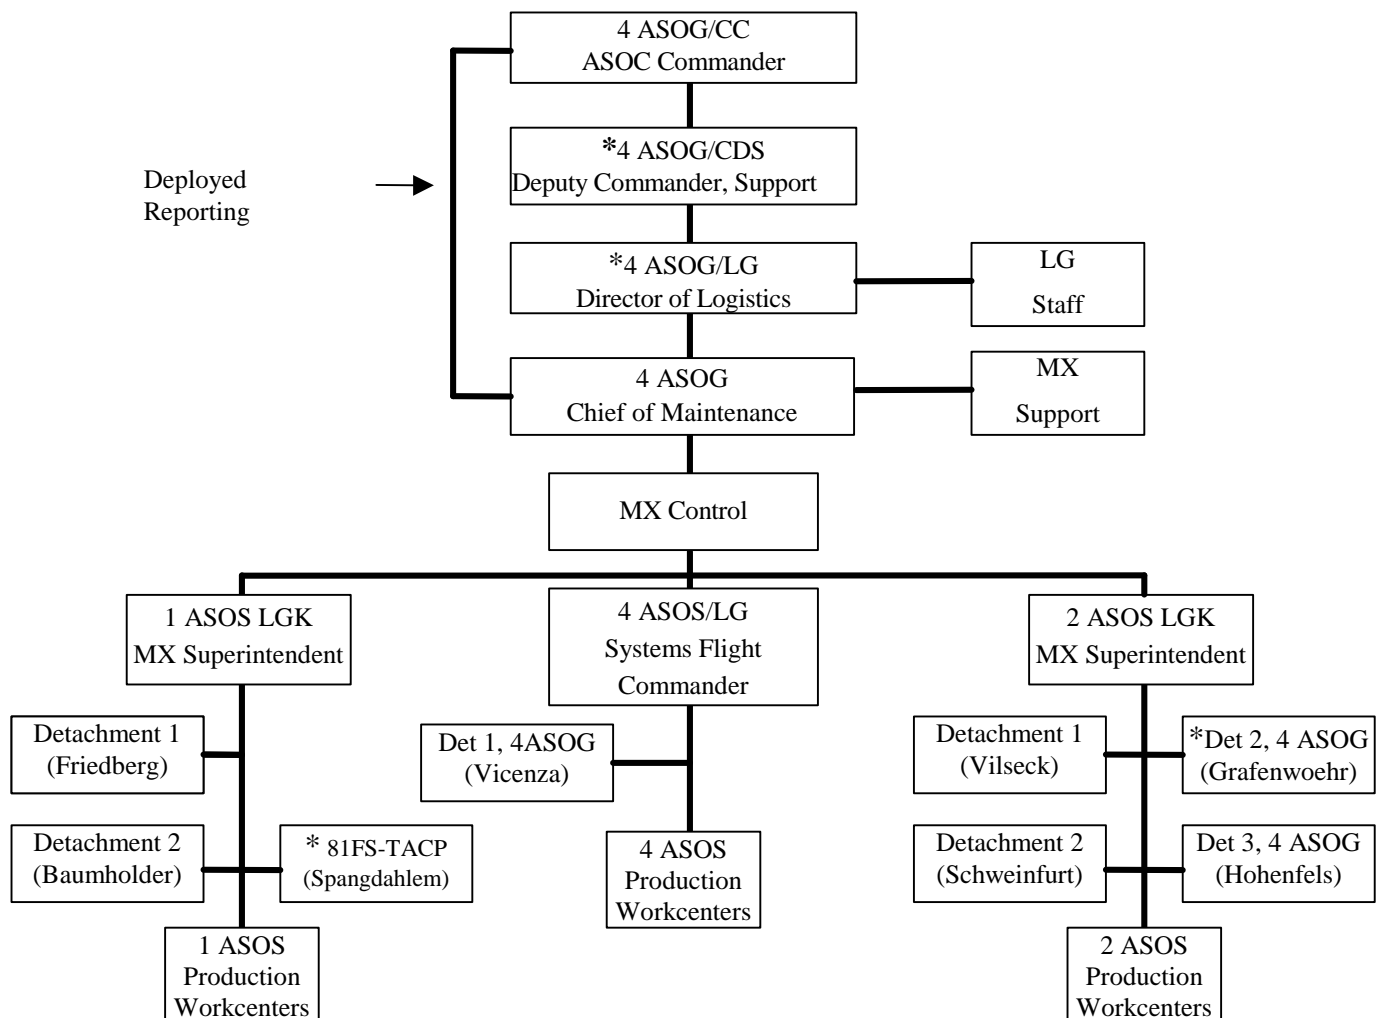 4 ASOG/CC
ASOC Commander
*4 ASOG/CDS
Deputy Commander, Support
Deployed
Reporting
*4 ASOG/LG
Director of Logistics
LG
Staff
4 ASOG
Chief of Maintenance
MX
Support
MX Control
1 ASOS LGK
MX Superintendent
4 ASOS/LG
Systems Flight
Commander
2 ASOS LGK
MX Superintendent
Detachment 1
(Friedberg)
Det 1, 4ASOG
(Vicenza)
Detachment 1
(Vilseck)
*Det 2, 4 ASOG
(Grafenwoehr)
Detachment 2
(Baumholder)
* 81FS-TACP
(Spangdahlem)
4 ASOS
Production
Workcenters
Detachment 2
(Schweinfurt)
Det 3, 4 ASOG
(Hohenfels)
1 ASOS
Production
Workcenters
2 ASOS
Production
Workcenters